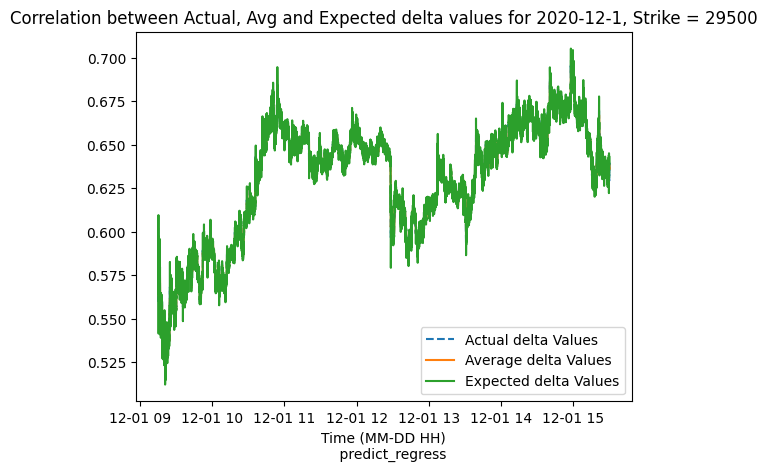 Correlation between Actual, Avg and Expected delta values for 2020-12-1, Strike = 29500
0.700
0.675
0.650
0.625
0.600
0.575
0.550
0.525
Actual delta Values
Average delta Values
Expected delta Values
12-01 09 12-01 10 12-01 11 12-01 12 12-01 13 12-01 14 12-01 15
Time (MM-DD HH)
predict_regress